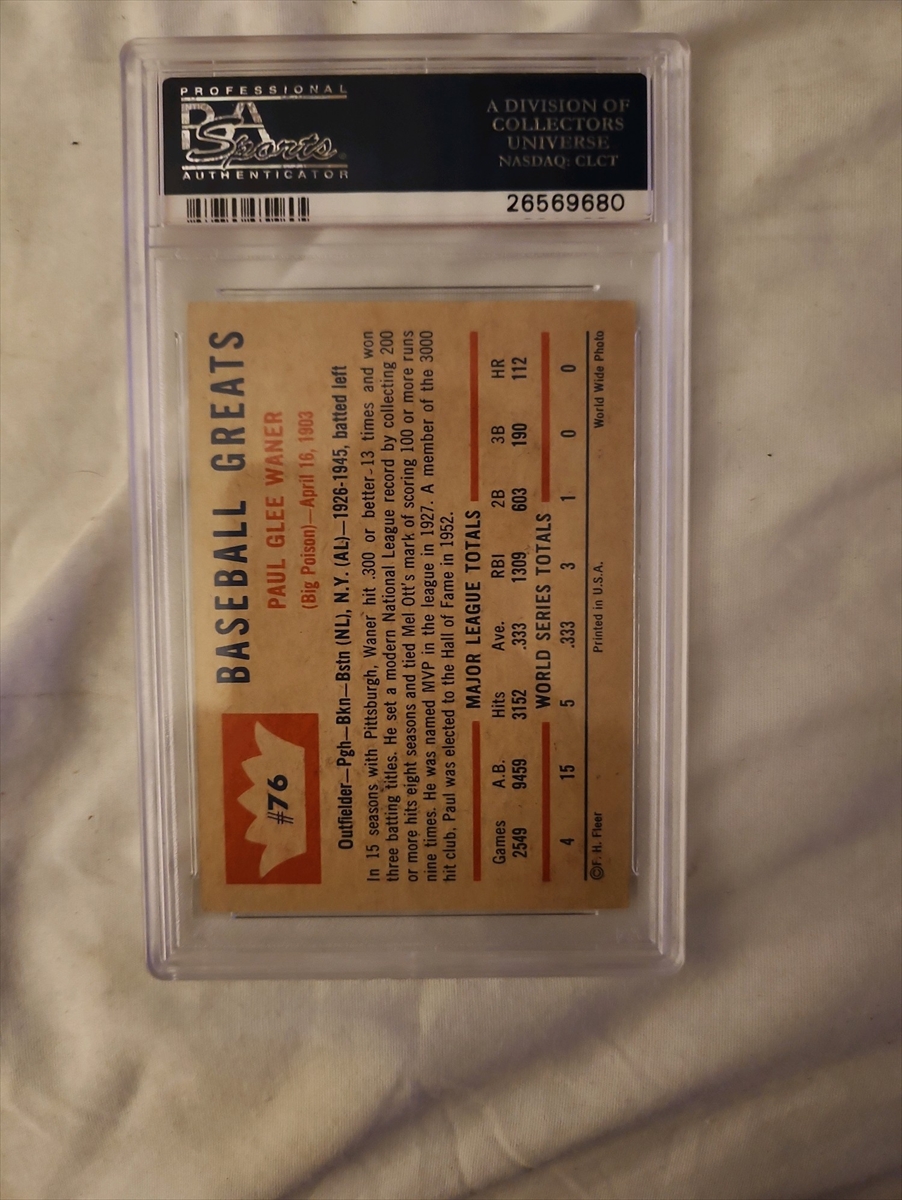 PROFESSIONAL
PSA
Sports
AUTHENTICATOR
A DIVISION OF
COLLECTORS
UNIVERSE
NASDAQ: CLCT
26569680
#76
BASEBALL GREATS
PAUL GLEE WANER
(Big Poison)—April 16, 1903
Outfielder—Pgh—Bkn—Bstn (NL), N.Y. (AL)—1926-1945, batted left
In 15 seasons with Pittsburgh, Waner hit .300 or better-13 times and won
three batting titles. He set a modern National League record by collecting 200
or more hits eight seasons and tied Mel Ott's mark of scoring 100 or more runs
nine times. He was named MVP in the league in 1927. A member of the 3000
hit club, Paul was elected to the Hall of Fame in 1952.
MAJOR LEAGUE TOTALS
Games A.B. Hits Ave. RBI 2B 3B HR
2549 9459 3152 .333 1309 603 190 112
WORLD SERIES TOTALS
4 15 5 .333 3 1 0 0
©F. H. Fleer Printed in U.S.A. World Wide Photo